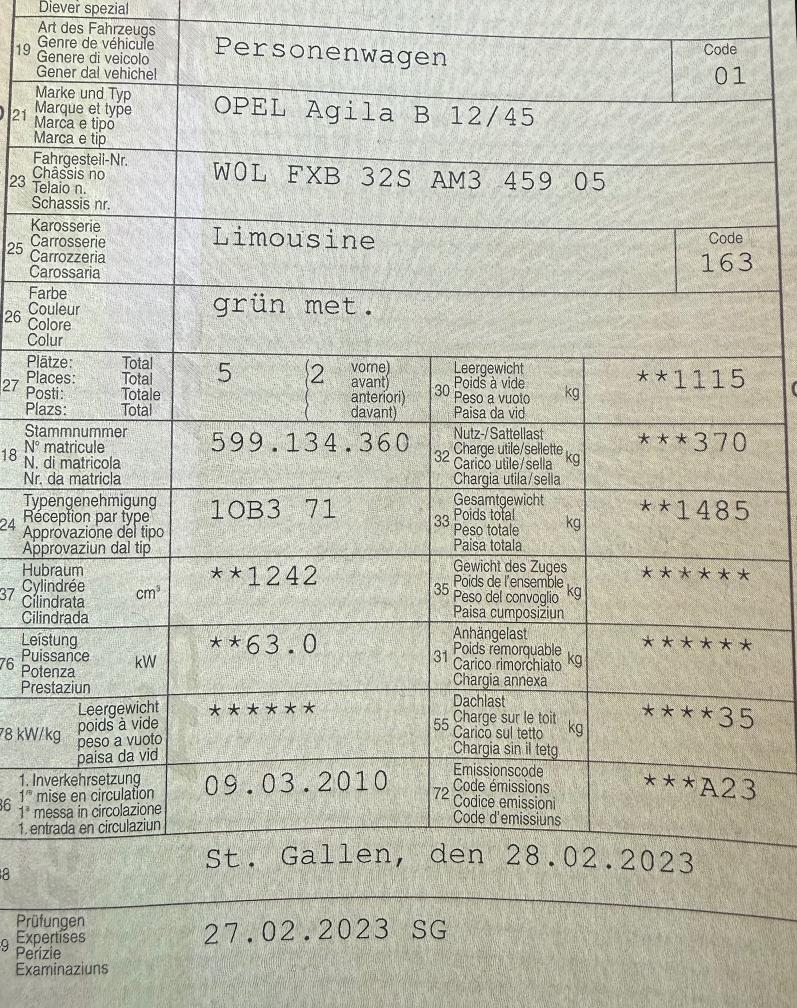 Diever spezial
19 Art des Fahrzeugs
Genre de véhicule
Genere di veicolo
Gener dal vehichel
Personenwagen
Code
01
21 Marke und Typ
Marque et type
Marca e tipo
Marca e tip
OPEL Agila B 12/45
23 Fahrgestell-Nr.
Châssis no
Telaio n.
Schassis nr.
WOL FXB 32S AM3 459 05
25 Karosserie
Carrosserie
Carrozzeria
Carossaria
Limousine
Code
163
26 Farbe
Couleur
Colore
Colur
grün met.
27 Plätze: Total
Places: Total
Posti: Totale
Plazs: Total
5 (2 vorne)
avant)
anteriori)
( davant)
30 Leergewicht
Poids à vide
Peso a vuoto
Paisa da vid
kg
**1115
18 Stammnummer
N° matricule
N. di matricola
Nr. da matricla
599.134.360
32 Nutz-/Sattellast
Charge utile/sellette
Carico utile/sella
Chargia utila/sella
kg
***370
24 Typengenehmigung
Réception par type
Approvazione del tipo
Approvaziun dal tip
1OB3 71
33 Gesamtgewicht
Poids total
Peso totale
Paisa totala
kg
**1485
37 Hubraum
Cylindrée
Cilindrata
Cilindrada
cm³
**1242
35 Gewicht des Zuges
Poids de l'ensemble
Peso del convoglio
Paisa cumposiziun
kg
******
76 Leistung
Puissance
Potenza
Prestaziun
kW
**63.0
31 Anhängelast
Poids remorquable
Carico rimorchiato
Chargia annexa
kg
******
78 kW/kg
Leergewicht
poids à vide
peso a vuoto
paisa da vid
******
55 Dachlast
Charge sur le toit
Carico sul tetto
Chargia sin il tetg
kg
****35
36 1. Inverkehrsetzung
1re mise en circulation
1a messa in circolazione
1. entrada en circulaziun
09.03.2010
72 Emissionscode
Code émissions
Codice emissioni
Code d'emissiuns
***A23
38
St. Gallen, den 28.02.2023
9 Prüfungen
Expertises
Perizie
Examinaziuns
27.02.2023 SG